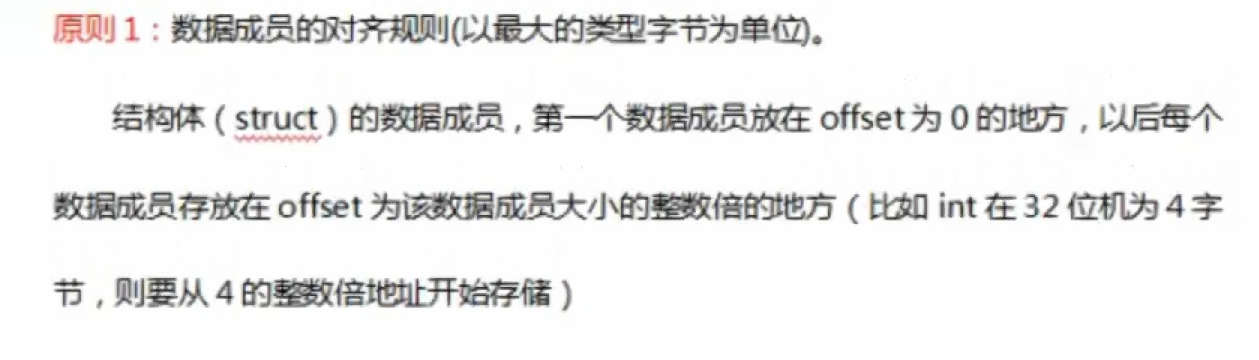 原则1：数据成员的对齐规则(以最大的类型字节为单位)。
结构体（struct）的数据成员，第一个数据成员放在 offset 为 0 的地方，以后每个
数据成员存放在 offset 为该数据成员大小的整数倍的地方（比如 int 在 32 位机为 4 字
节，则要从 4 的整数倍地址开始存储）